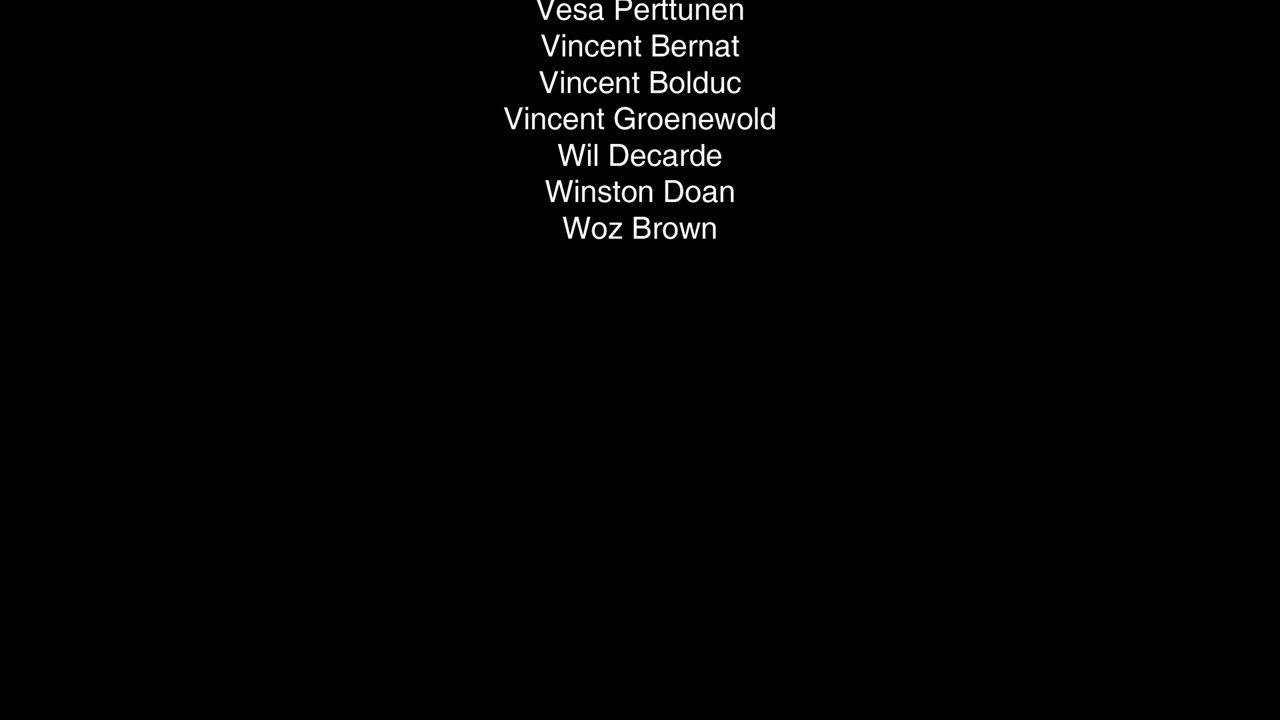 Vesa Perttunen
Vincent Bernat
Vincent Bolduc
Vincent Groenewold
Wil Decarde
Winston Doan
Woz Brown